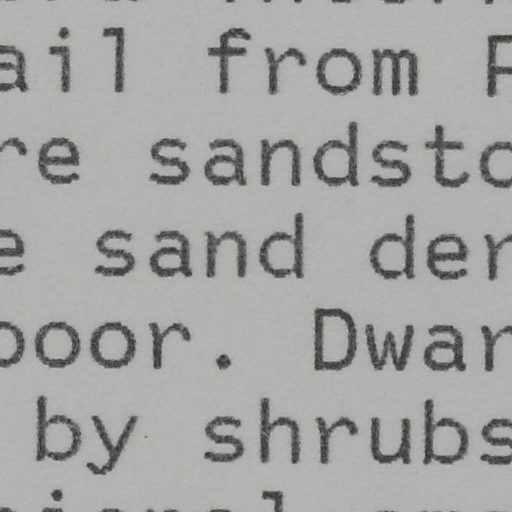 ail from
re sandsto
e sand der
poor. Dwar
by shrubs